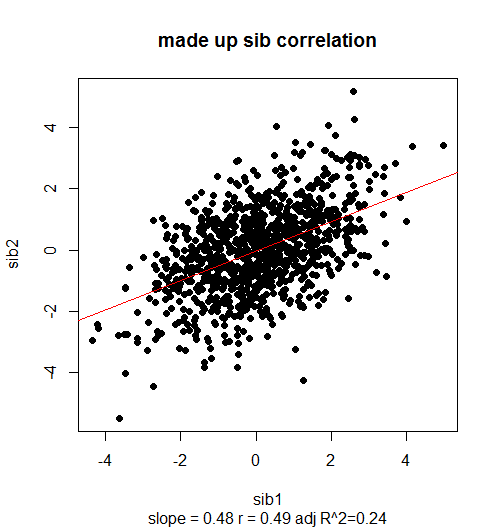 made up sib correlation
4
2
0
-2
-4
sib2
-4 -2 0 2 4
sib1
slope = 0.48 r = 0.49 adj R^2=0.24